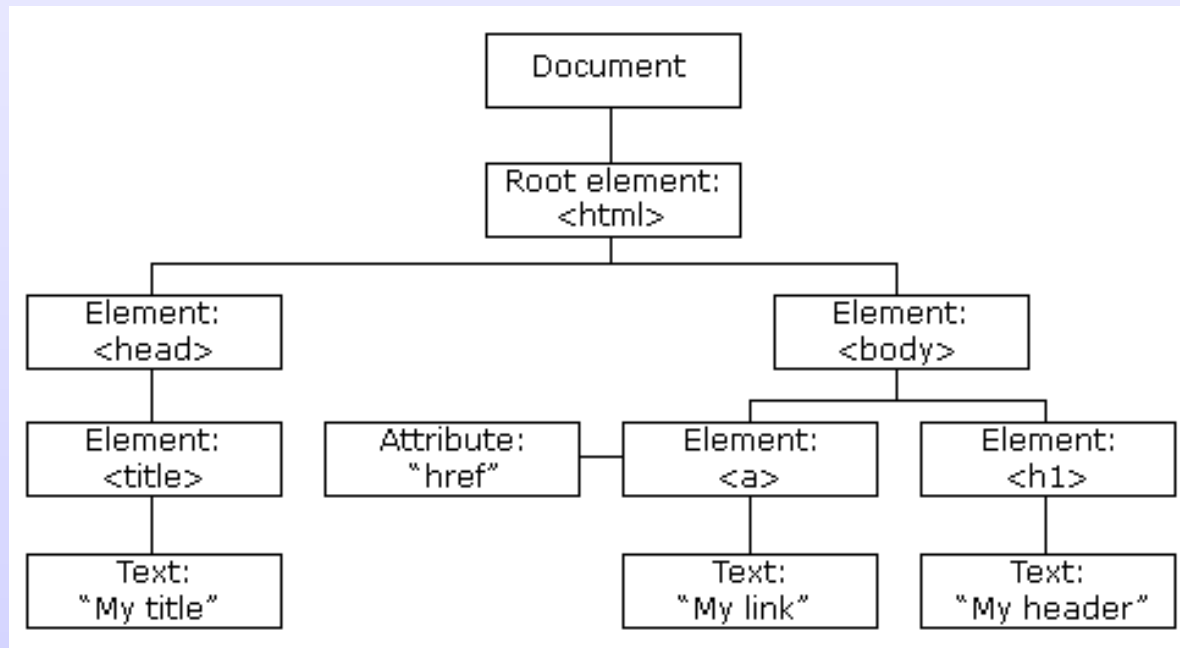 Document
Root element:
<html>
Element:
<head>
Element:
<body>
Element:
<title>
Attribute:
“href”
Element:
<a>
Element:
<h1>
Text:
“My title”
Text:
“My link”
Text:
“My header”